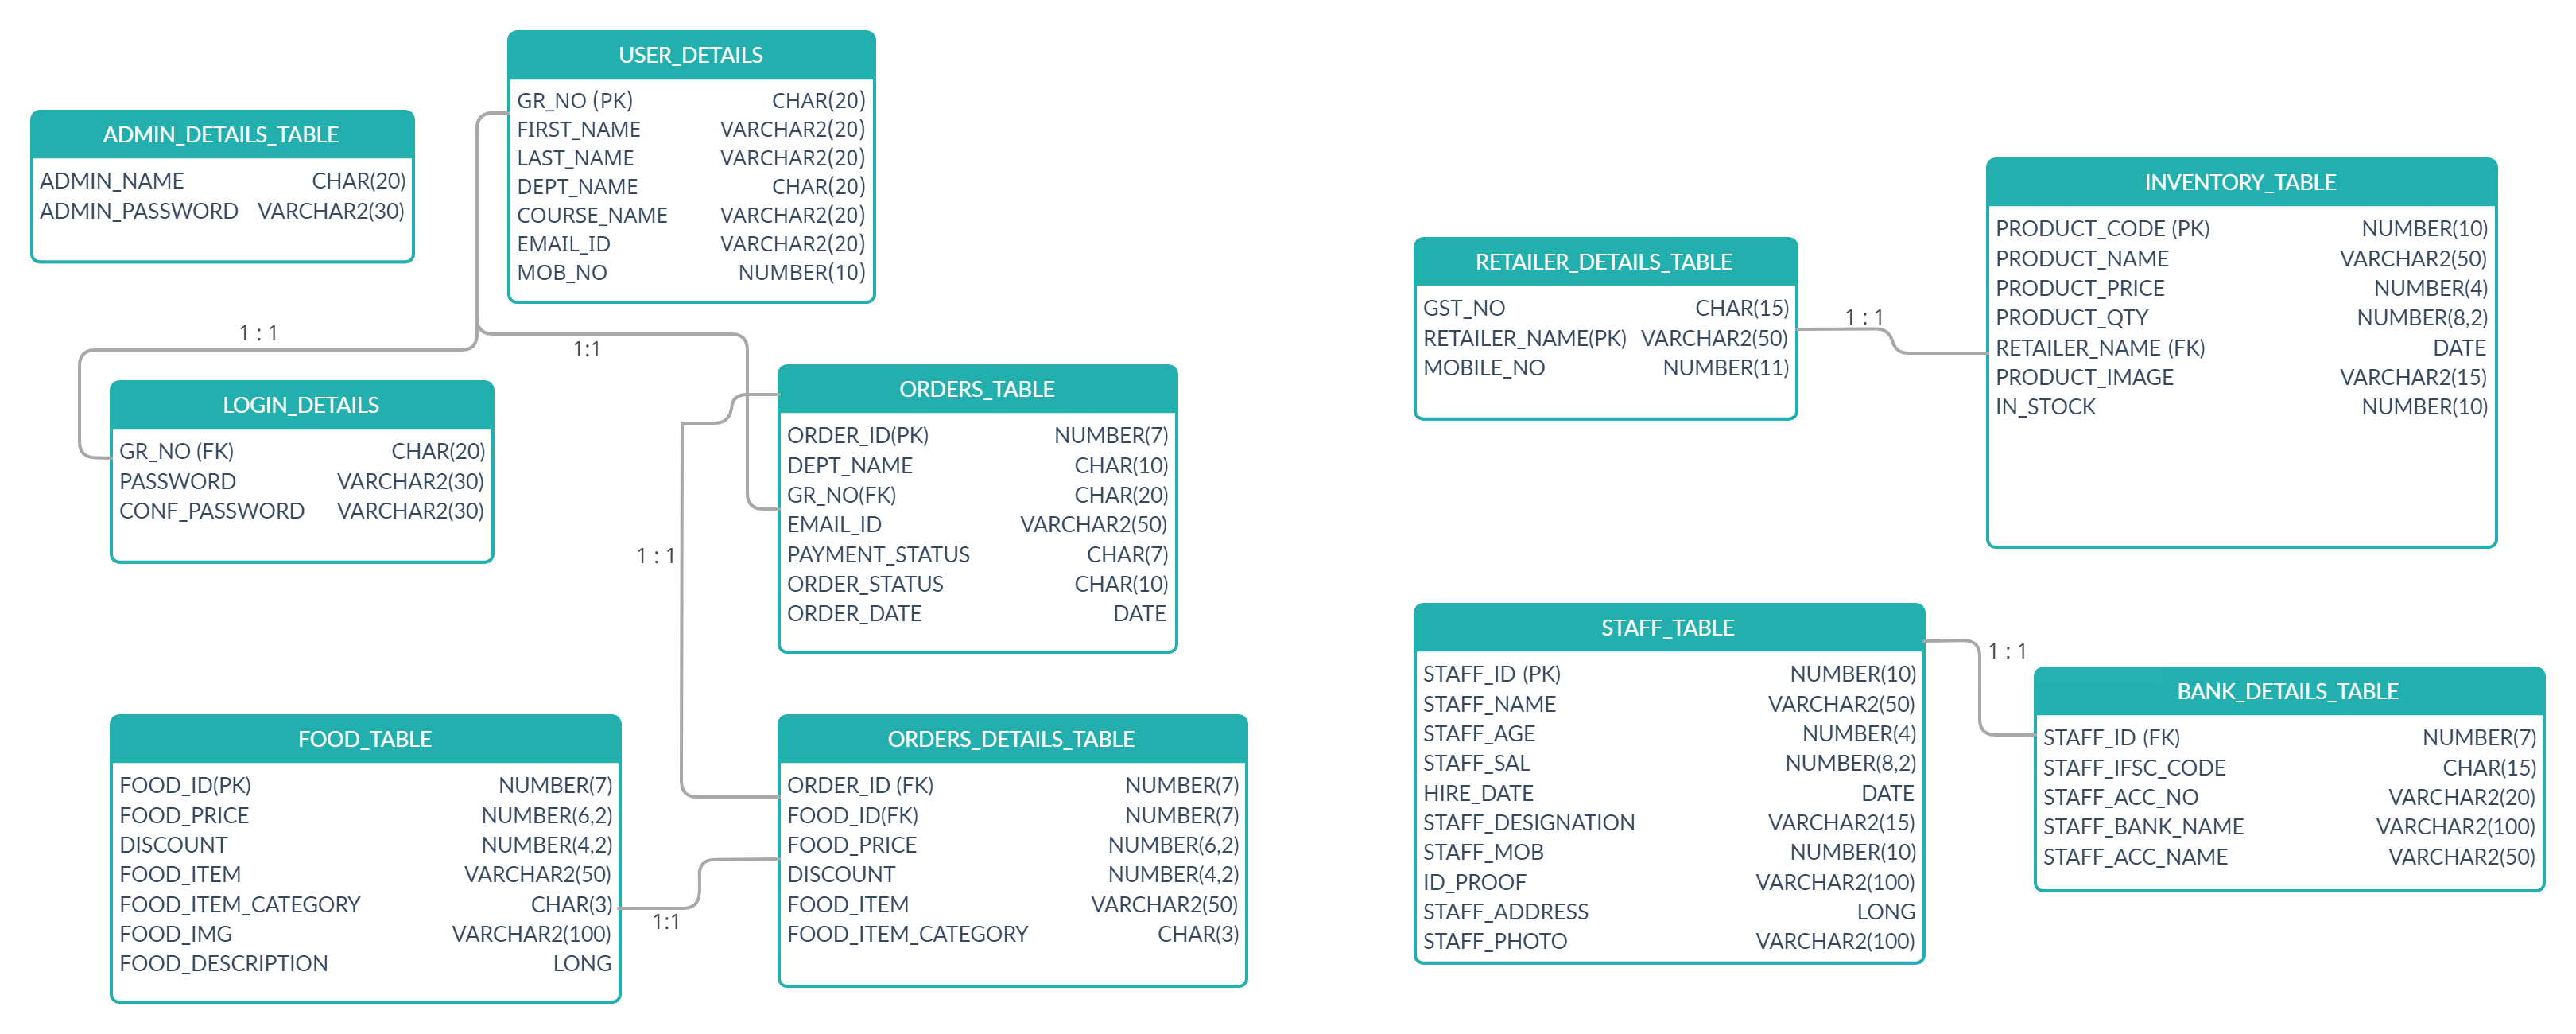 USER_DETAILS
GR_NO (PK) CHAR(20)
FIRST_NAME VARCHAR2(20)
LAST_NAME VARCHAR2(20)
DEPT_NAME CHAR(20)
COURSE_NAME VARCHAR2(20)
EMAIL_ID VARCHAR2(20)
MOB_NO NUMBER(10)
ADMIN_DETAILS_TABLE
ADMIN_NAME CHAR(20)
ADMIN_PASSWORD VARCHAR2(30)
1 : 1
1:1
LOGIN_DETAILS
GR_NO (FK) CHAR(20)
PASSWORD VARCHAR2(30)
CONF_PASSWORD VARCHAR2(30)
ORDERS_TABLE
ORDER_ID(PK) NUMBER(7)
DEPT_NAME CHAR(10)
GR_NO(FK) CHAR(20)
EMAIL_ID VARCHAR2(50)
PAYMENT_STATUS CHAR(7)
ORDER_STATUS CHAR(10)
ORDER_DATE DATE
1 : 1
FOOD_TABLE
FOOD_ID(PK) NUMBER(7)
FOOD_PRICE NUMBER(6,2)
DISCOUNT NUMBER(4,2)
FOOD_ITEM VARCHAR2(50)
FOOD_ITEM_CATEGORY CHAR(3)
FOOD_IMG VARCHAR2(100)
FOOD_DESCRIPTION LONG
1:1
ORDERS_DETAILS_TABLE
ORDER_ID (FK) NUMBER(7)
FOOD_ID(FK) NUMBER(7)
FOOD_PRICE NUMBER(6,2)
DISCOUNT NUMBER(4,2)
FOOD_ITEM VARCHAR2(50)
FOOD_ITEM_CATEGORY CHAR(3)
RETAILER_DETAILS_TABLE
GST_NO CHAR(15)
RETAILER_NAME(PK) VARCHAR2(50)
MOBILE_NO NUMBER(11)
1 : 1
INVENTORY_TABLE
PRODUCT_CODE (PK) NUMBER(10)
PRODUCT_NAME VARCHAR2(50)
PRODUCT_PRICE NUMBER(4)
PRODUCT_QTY NUMBER(8,2)
RETAILER_NAME (FK) DATE
PRODUCT_IMAGE VARCHAR2(15)
IN_STOCK NUMBER(10)
STAFF_TABLE
STAFF_ID (PK) NUMBER(10)
STAFF_NAME VARCHAR2(50)
STAFF_AGE NUMBER(4)
STAFF_SAL NUMBER(8,2)
HIRE_DATE DATE
STAFF_DESIGNATION VARCHAR2(15)
STAFF_MOB NUMBER(10)
ID_PROOF VARCHAR2(100)
STAFF_ADDRESS LONG
STAFF_PHOTO VARCHAR2(100)
1 : 1
BANK_DETAILS_TABLE
STAFF_ID (FK) NUMBER(7)
STAFF_IFSC_CODE CHAR(15)
STAFF_ACC_NO VARCHAR2(20)
STAFF_BANK_NAME VARCHAR2(100)
STAFF_ACC_NAME VARCHAR2(50)